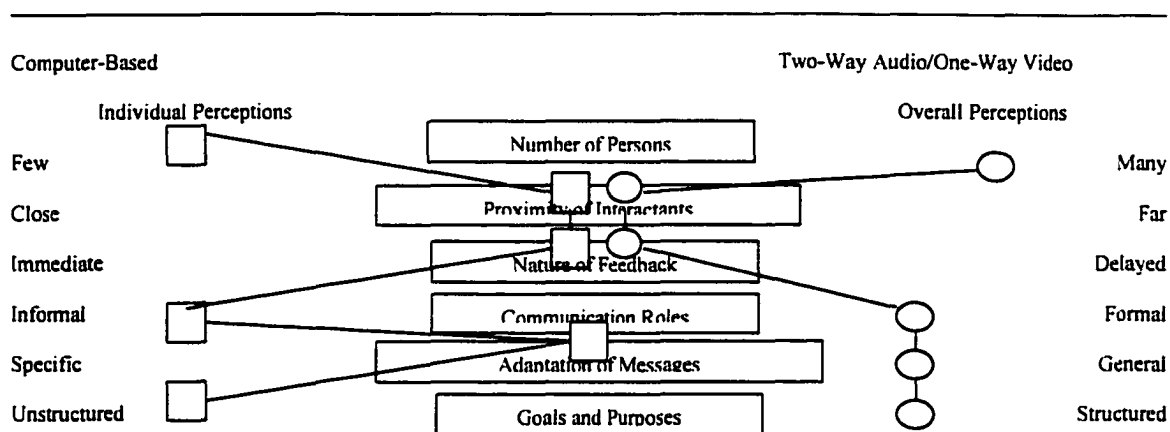 Computer-Based Two-Way Audio/One-Way Video
Individual Perceptions Overall Perceptions
Number of Persons
Few Many
Proximity of Interactants
Close Far
Immediate Nature of Feedback Delayed
Informal Communication Roles Formal
Specific Adaptation of Messages General
Unstructured Goals and Purposes Structured